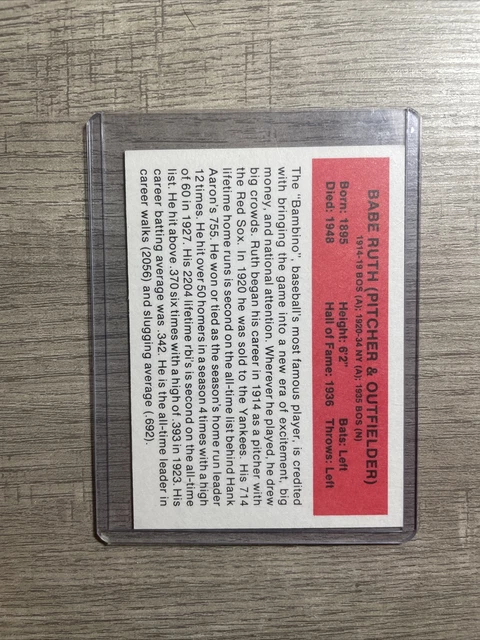 BABE RUTH (PITCHER & OUTFIELDER)
1914-19 BOS (A); 1920-34 NY (A); 1935 BOS (N)
Born: 1895 Height: 6'2" Bats: Left
Died: 1948 Hall of Fame: 1936 Throws: Left
The "Bambino", baseball's most famous player, is credited
with bringing the game into a new era of excitement, big
money, and national attention. Wherever he played, he drew
big crowds. Ruth began his career in 1914 as a pitcher with
the Red Sox. In 1920 he was sold to the Yankees. His 714
lifetime home runs is second on the all-time list behind Hank
Aaron's 755. He won or tied as the season's home run leader
12 times. He hit over 50 homers in a season 4 times with a high
of 60 in 1927. His 2204 lifetime rbi's is second on the all-time
list. He hit above .370 six times with a high of .393 in 1923. His
career batting average was .342. He is the all-time leader in
career walks (2056) and slugging average (.692).